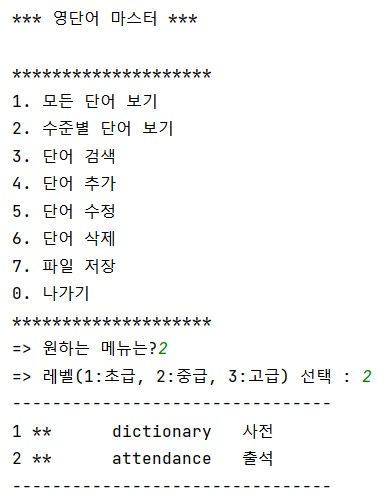 *** 영단어 마스터 ***
********************
1. 모든 단어 보기
2. 수준별 단어 보기
3. 단어 검색
4. 단어 추가
5. 단어 수정
6. 단어 삭제
7. 파일 저장
0. 나가기
********************
=> 원하는 메뉴는?2
=> 레벨(1:초급, 2:중급, 3:고급) 선택 : 2
--------------------------------
1 **      dictionary   사전
2 **      attendance   출석
--------------------------------